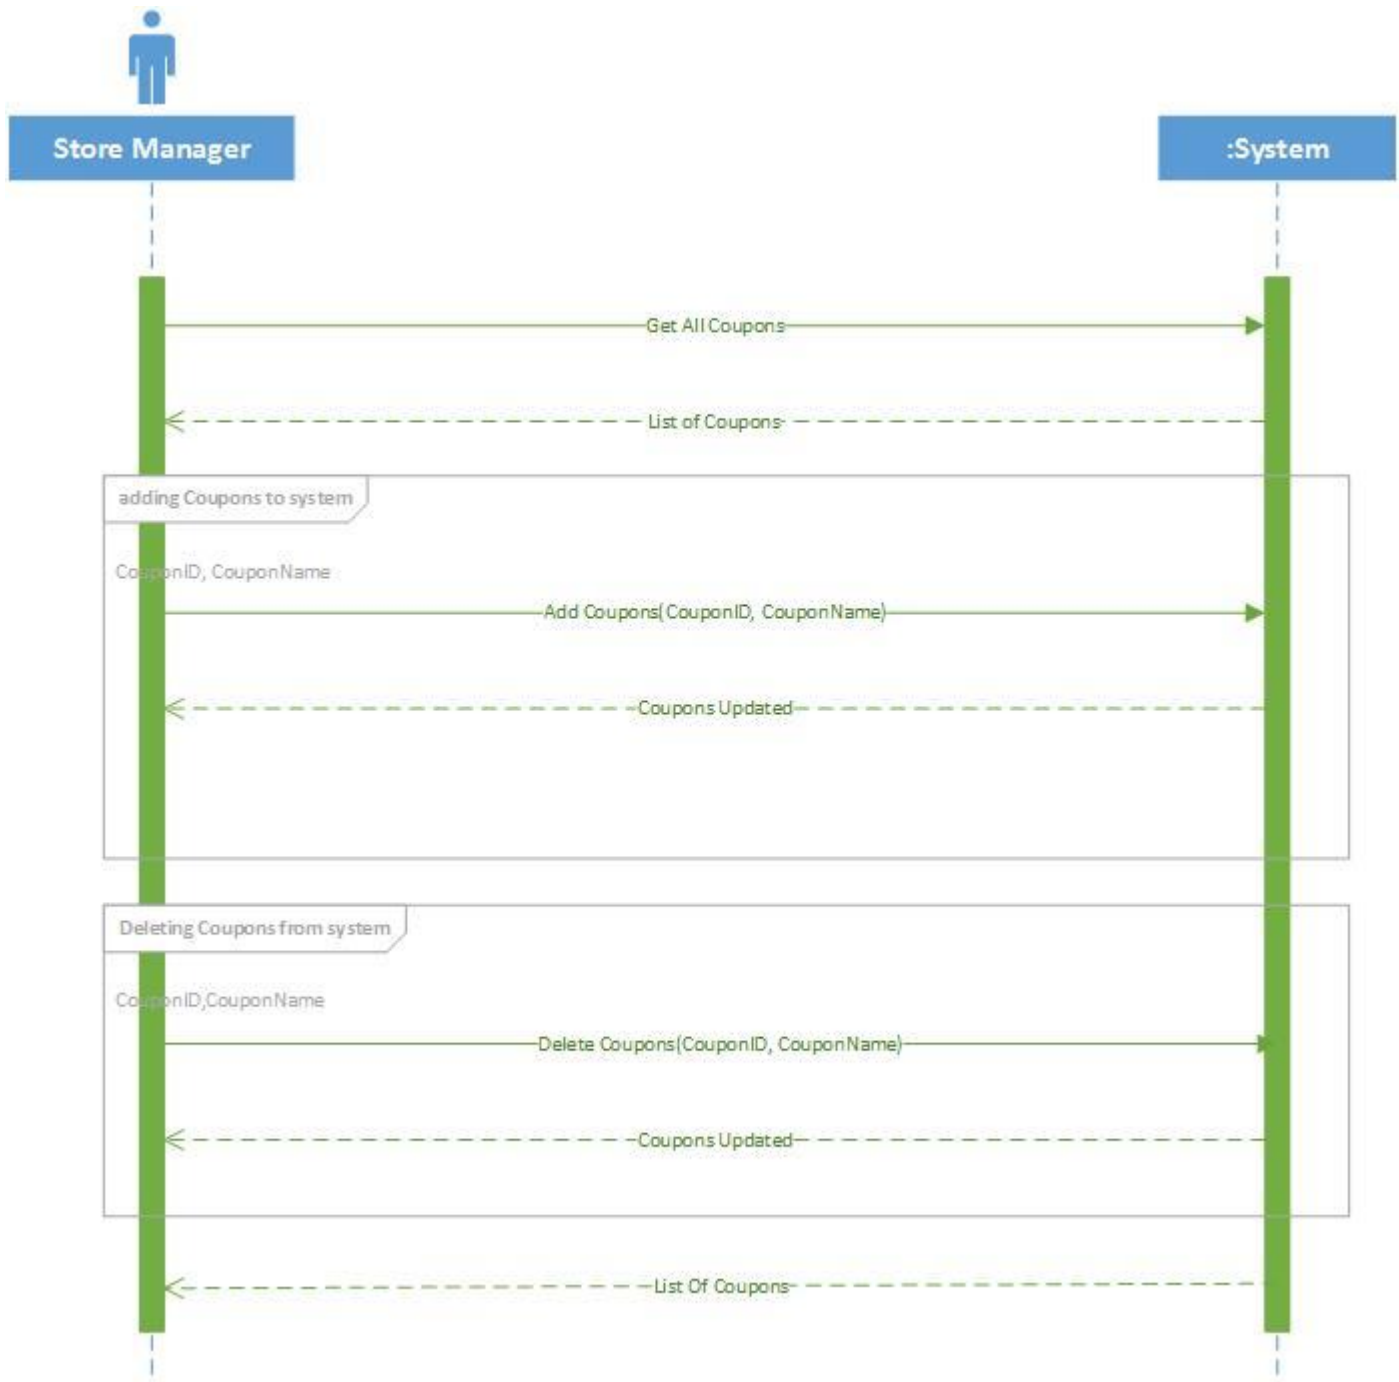 Store Manager
:System
Get All Coupons
List of Coupons
adding Coupons to system
CouponID, CouponName
Add Coupons(CouponID, CouponName)
Coupons Updated
Deleting Coupons from system
CouponID,CouponName
Delete Coupons(CouponID, CouponName)
Coupons Updated
List Of Coupons